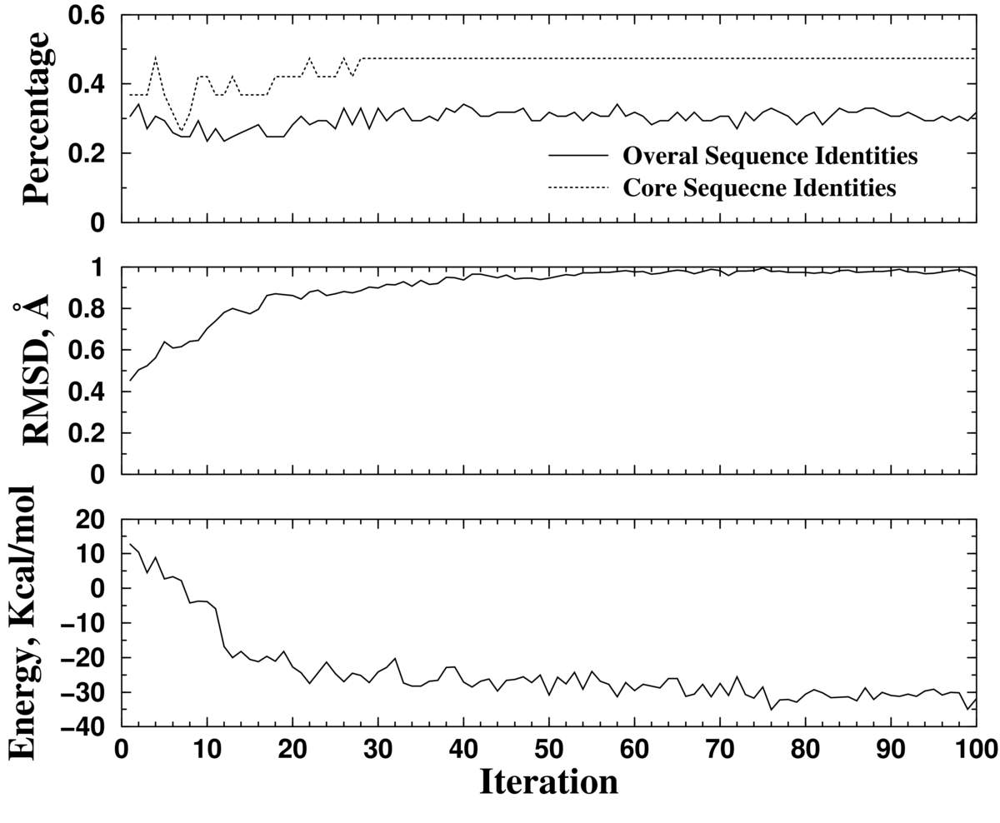 Percentage
0.6
0.4
0.2
0
Overal Sequence Identities
Core Sequecne Identities
RMSD, Å
1
0.8
0.6
0.4
0.2
0
Energy, Kcal/mol
20
10
0
−10
−20
−30
−40
0 10 20 30 40 50 60 70 80 90 100
Iteration